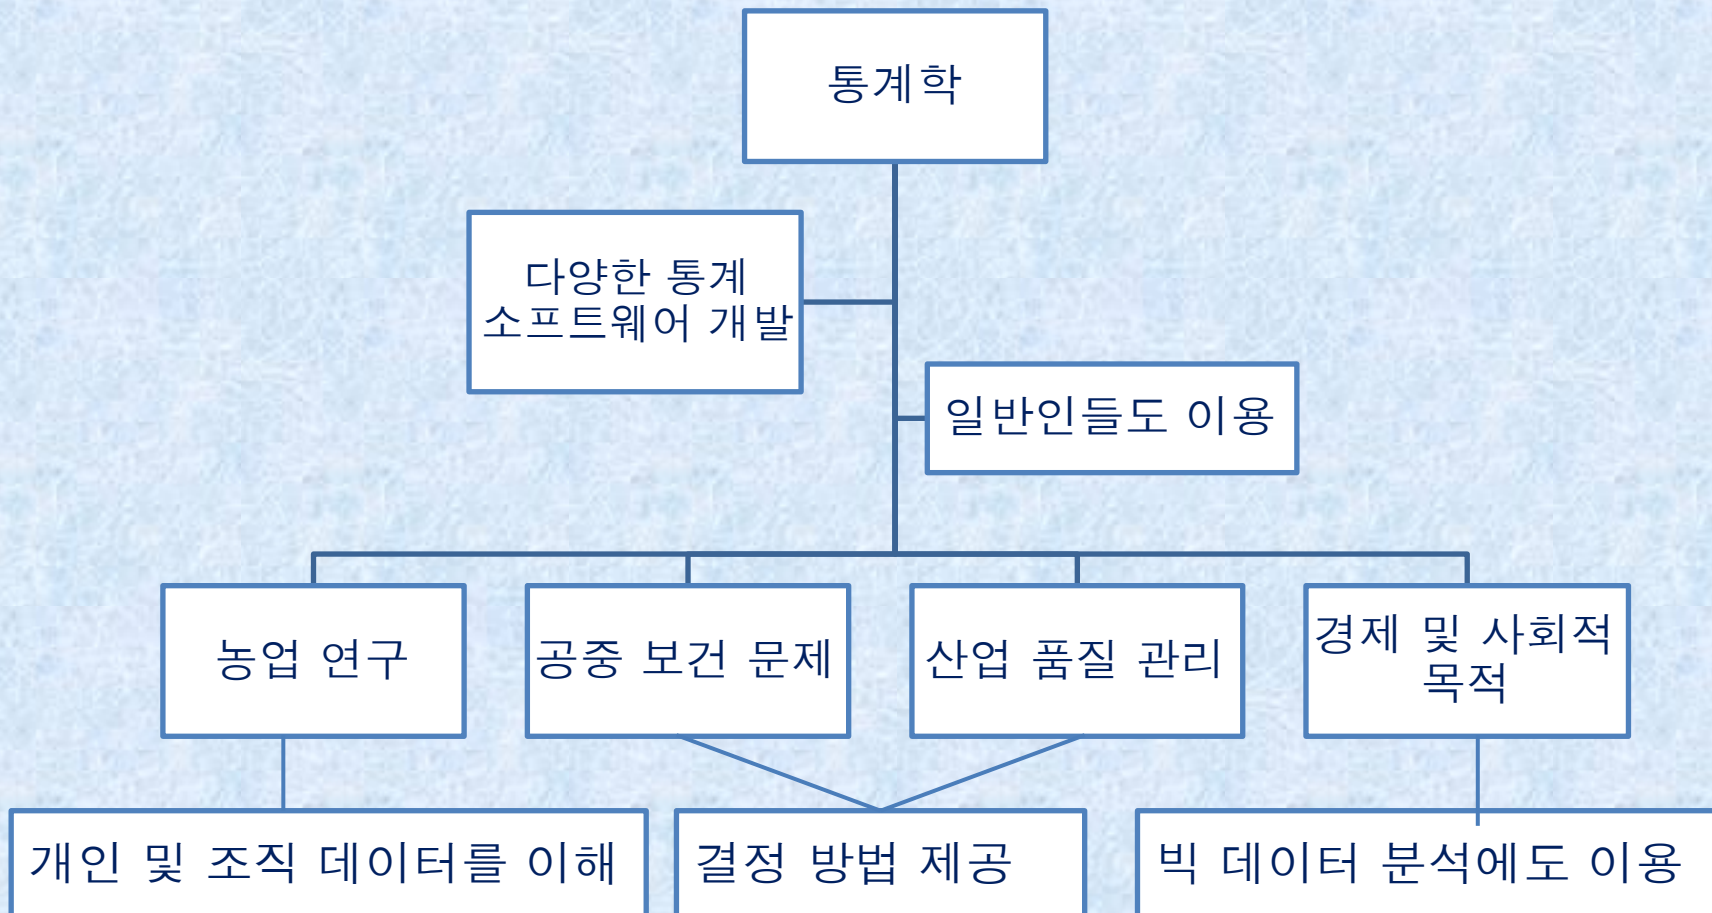 통계학
다양한 통계
소프트웨어 개발
일반인들도 이용
농업 연구
공중 보건 문제
산업 품질 관리
경제 및 사회적
목적
개인 및 조직 데이터를 이해
결정 방법 제공
빅 데이터 분석에도 이용